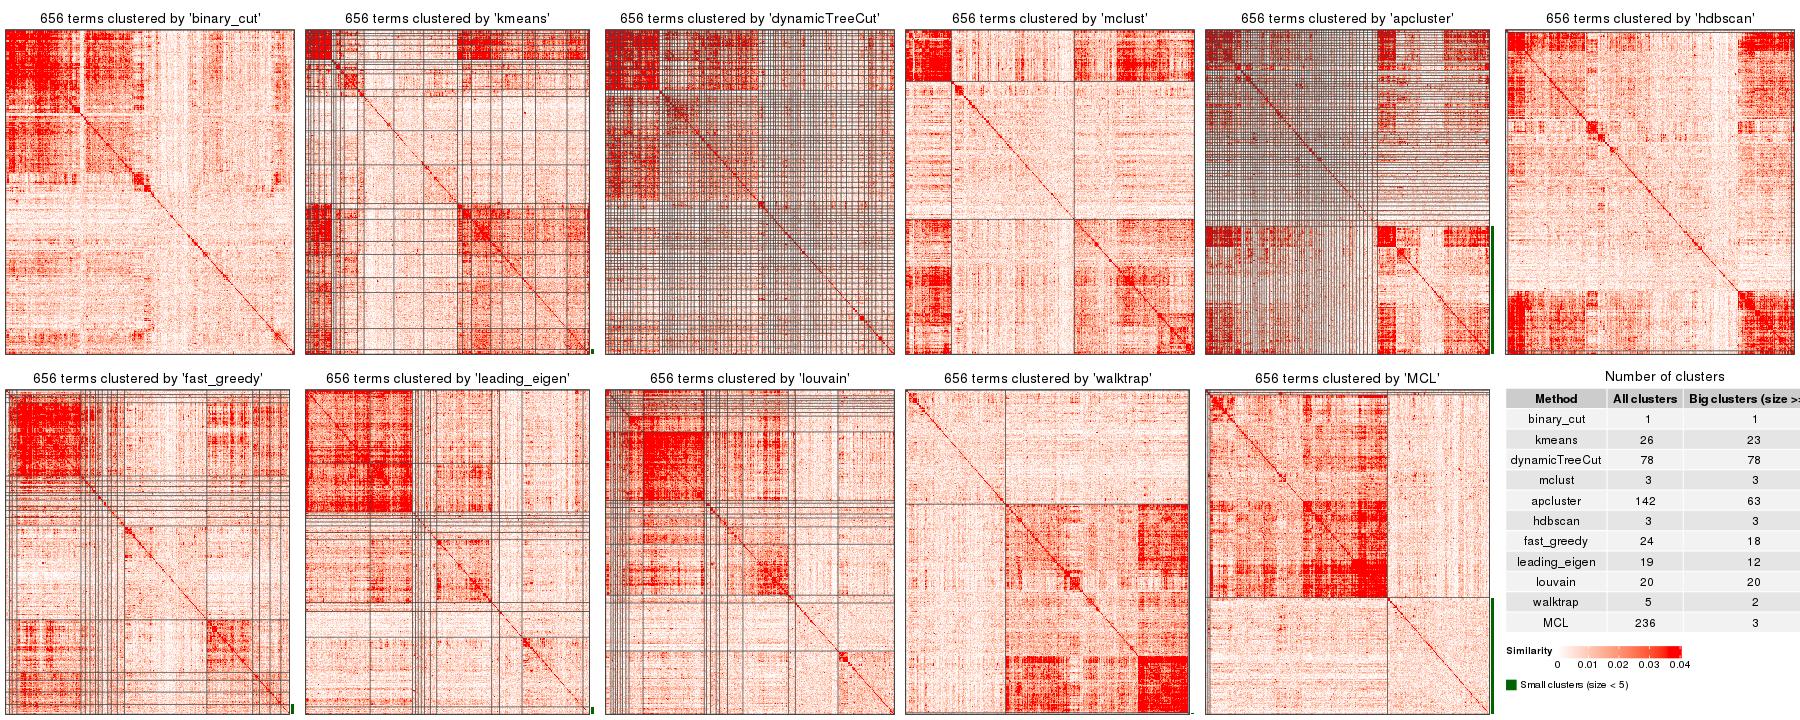 656 terms clustered by 'binary_cut'
656 terms clustered by 'kmeans'
656 terms clustered by 'dynamicTreeCut'
656 terms clustered by 'mclust'
656 terms clustered by 'apcluster'
656 terms clustered by 'hdbscan'
656 terms clustered by 'fast_greedy'
656 terms clustered by 'leading_eigen'
656 terms clustered by 'louvain'
656 terms clustered by 'walktrap'
656 terms clustered by 'MCL'
Number of clusters
Method All clusters Big clusters (size >=
binary_cut 1 1
kmeans 26 23
dynamicTreeCut 78 78
mclust 3 3
apcluster 142 63
hdbscan 3 3
fast_greedy 24 18
leading_eigen 19 12
louvain 20 20
walktrap 5 2
MCL 236 3
Similarity
0 0.01 0.02 0.03 0.04
Small clusters (size < 5)